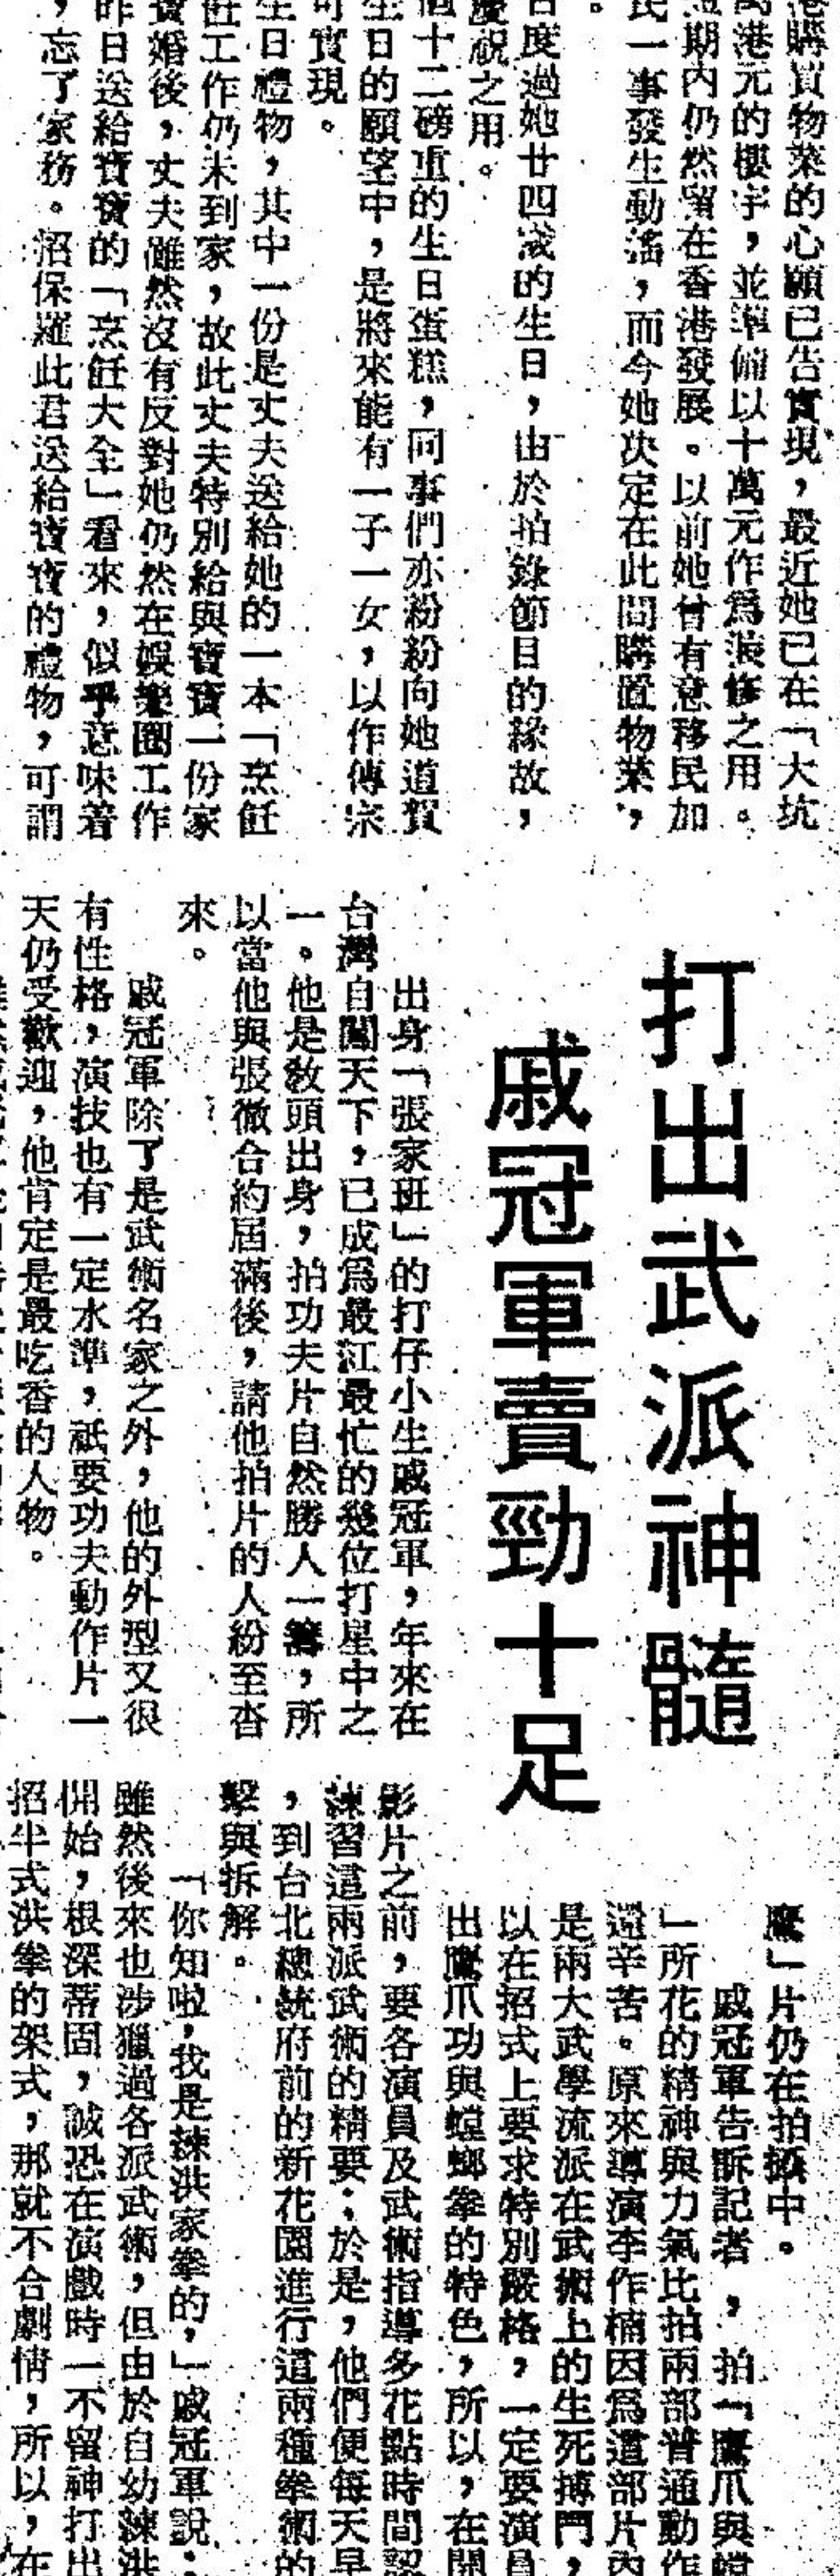 港購買物業的心願已告實現,最近她已在「大坑
萬港元的樓宇,並準備以十萬元作爲裝修之用。
短期內仍然留在香港發展。以前她曾有意移民加
民一事發生動搖,而今她决定在此間購置物業,
。
日度過她廿四歲的生日,由於拍錄節目的緣故,
慶祝之用。
個十二磅重的生日蛋糕,同事們亦紛紛向她道賀
生日的願望中,是將來能有一子一女,以作傳宗
可實現。
生日禮物,其中一份是丈夫送給她的一本「烹飪
飪工作仍未到家,故此丈夫特別給與寶寶一份家
寶婚後,丈夫雖然沒有反對她仍然在娛樂圈工作
昨日送給寶寶的「烹飪大全」看來,似乎意味着
,忘了家務。招保羅此君送給寶寶的禮物,可謂
打出武派神髓
戚冠軍賣勁十足
出身「張家班」的打仔小生戚冠軍,年來在
台灣自闖天下,已成爲最紅最忙的幾位打星中之
一。他是教頭出身,拍功夫片自然勝人一籌,所
以當他與張徹合約屆滿後,請他拍片的人紛至沓
來。
戚冠軍除了是武術名家之外,他的外型又很
有性格,演技也有一定水準,祇要功夫動作片一
天仍受歡迎,他肯定是最吃香的人物。
鷹」片仍在拍攝中。
戚冠軍告訴記者,拍「鷹爪與螳
」所花的精神與力氣比拍兩部普通動作
還辛苦。原來導演李作楠因爲這部片內
是兩大武學流派在武術上的生死搏鬥,
以在招式上要求特別嚴格,一定要演員
出鷹爪功與螳螂拳的特色,所以,在開
影片之前,要各演員及武術指導多花點時間認
練習這兩派武術的精要;於是,他們便每天早
,到台北總統府前的新花園進行這兩種拳術的
擊與拆解。
「你知啦,我是練洪家拳的,」戚冠軍說:
雖然後來也涉獵過各派武術,但由於自幼練洪
開始,根深蒂固,誠恐在演戲時一不留神打出
招半式洪拳的架式,那就不合劇情,所以,在